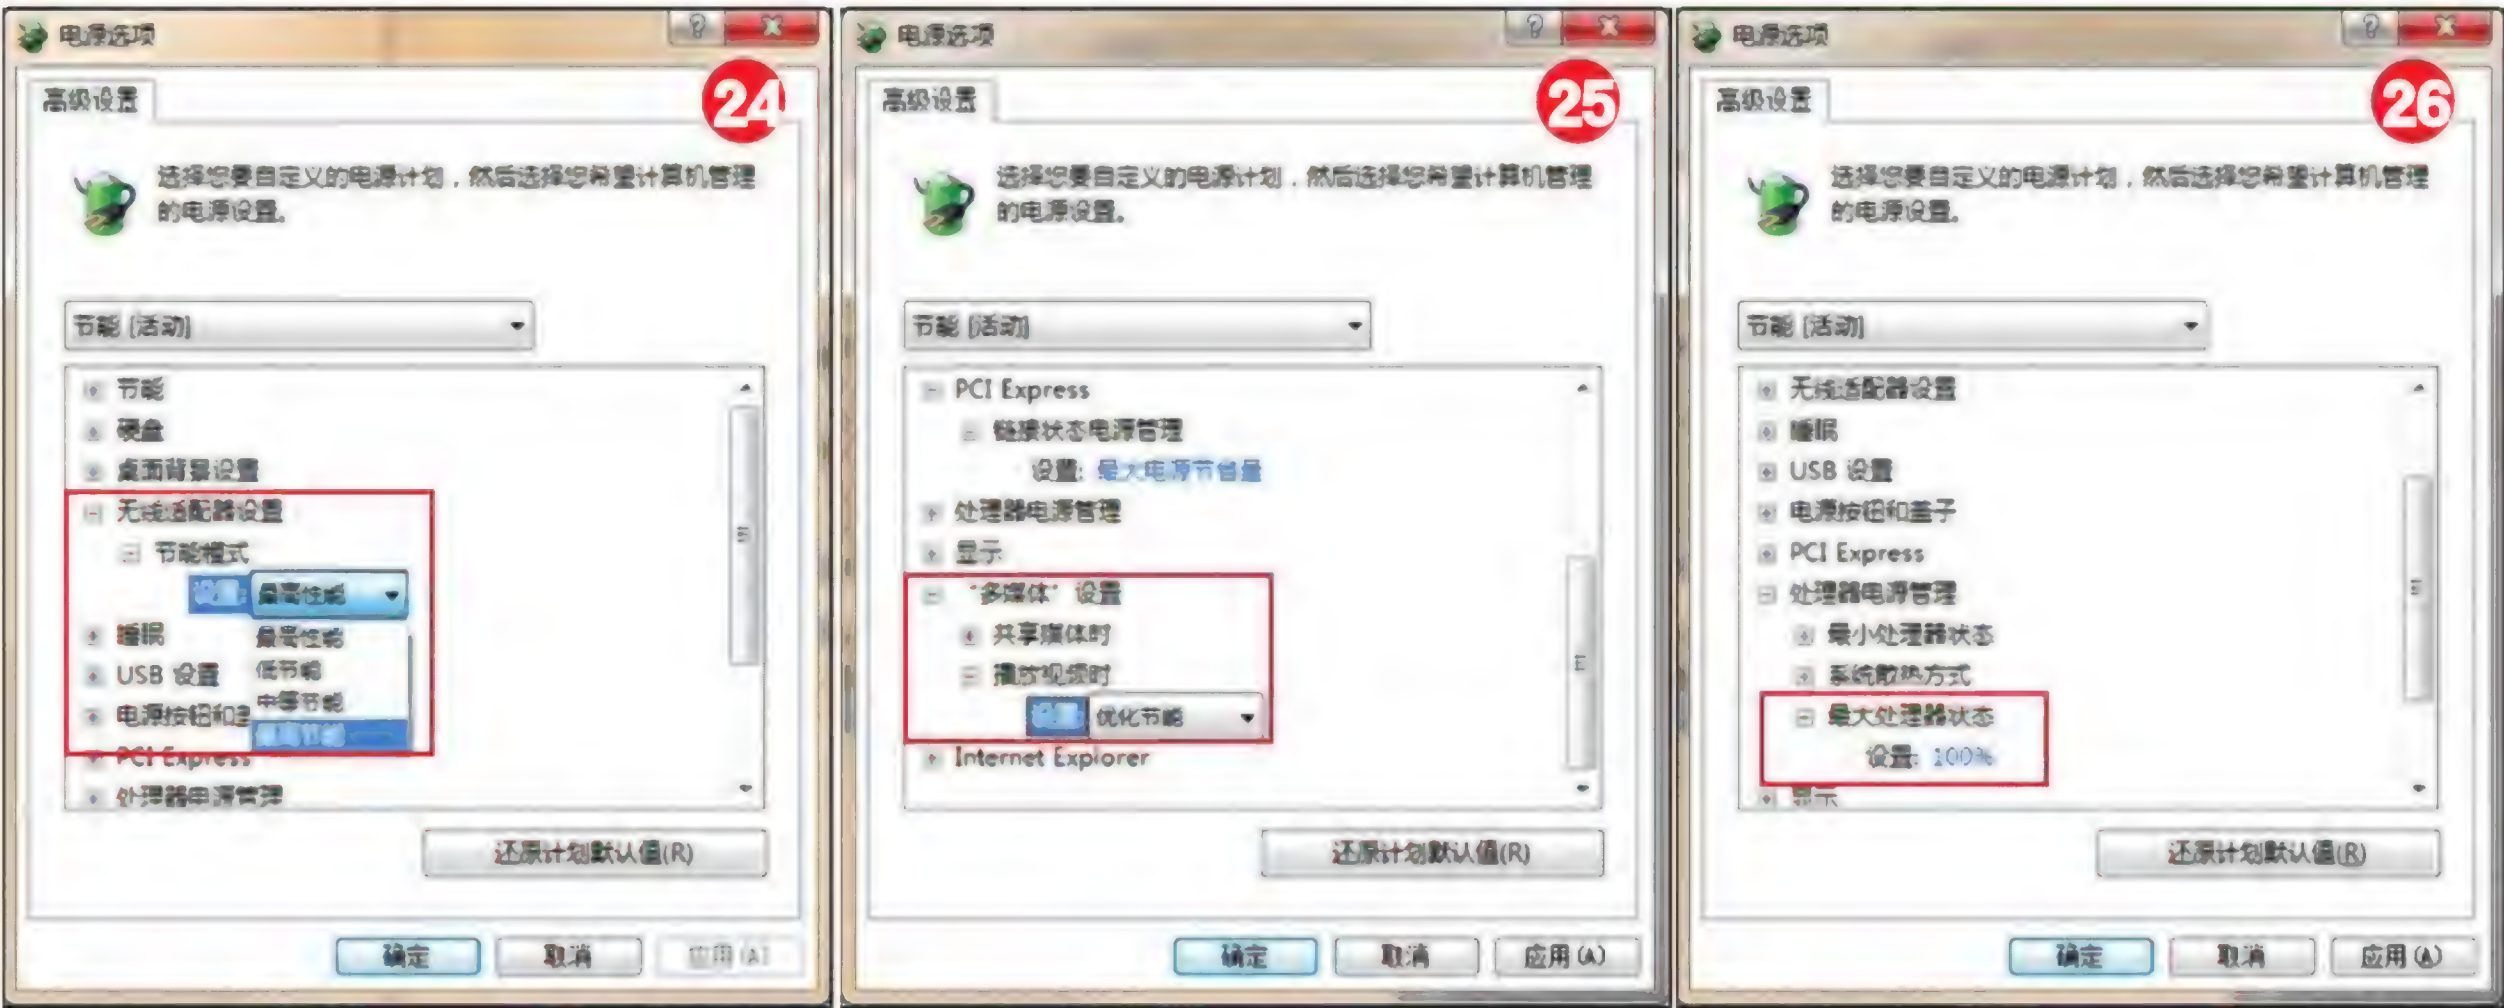 电源选项
24
高级设置
选择您要自定义的电源计划，然后选择您希望计算机管理
的电源设置。
节能 [活动]
节能
硬盘
桌面背景设置
无线适配器设置
节能模式
设置: 最高性能
睡眠
最高性能
USB 设置
低节能
中等节能
电源按钮和
最高节能
PCI Express
处理器电源管理
还原计划默认值(R)
确定
取消
应用(A)
电源选项
25
高级设置
选择您要自定义的电源计划，然后选择您希望计算机管理
的电源设置。
节能 [活动]
PCI Express
链接状态电源管理
设置: 最大电源节省量
处理器电源管理
显示
"多媒体" 设置
共享媒体时
播放视频时
设置: 优化节能
Internet Explorer
还原计划默认值(R)
确定
取消
应用(A)
电源选项
26
高级设置
选择您要自定义的电源计划，然后选择您希望计算机管理
的电源设置。
节能 [活动]
无线适配器设置
睡眠
USB 设置
电源按钮和盖子
PCI Express
处理器电源管理
最小处理器状态
系统散热方式
最大处理器状态
设置: 100%
显示
还原计划默认值(R)
确定
取消
应用(A)